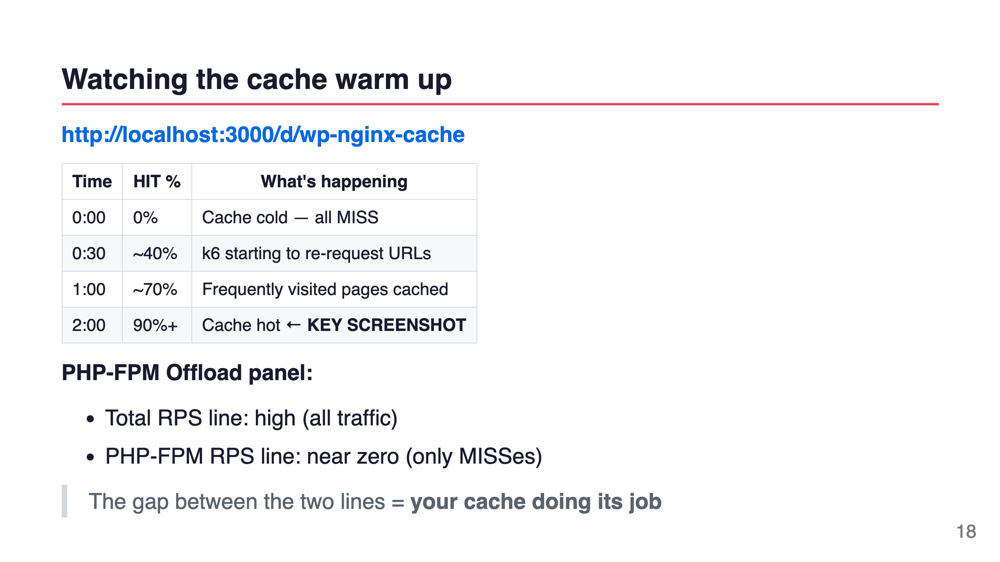 Watching the cache warm up
http://localhost:3000/d/wp-nginx-cache
Time HIT % What's happening
0:00 0% Cache cold — all MISS
0:30 ~40% k6 starting to re-request URLs
1:00 ~70% Frequently visited pages cached
2:00 90%+ Cache hot ← KEY SCREENSHOT
PHP-FPM Offload panel:
• Total RPS line: high (all traffic)
• PHP-FPM RPS line: near zero (only MISSes)
The gap between the two lines = your cache doing its job
18